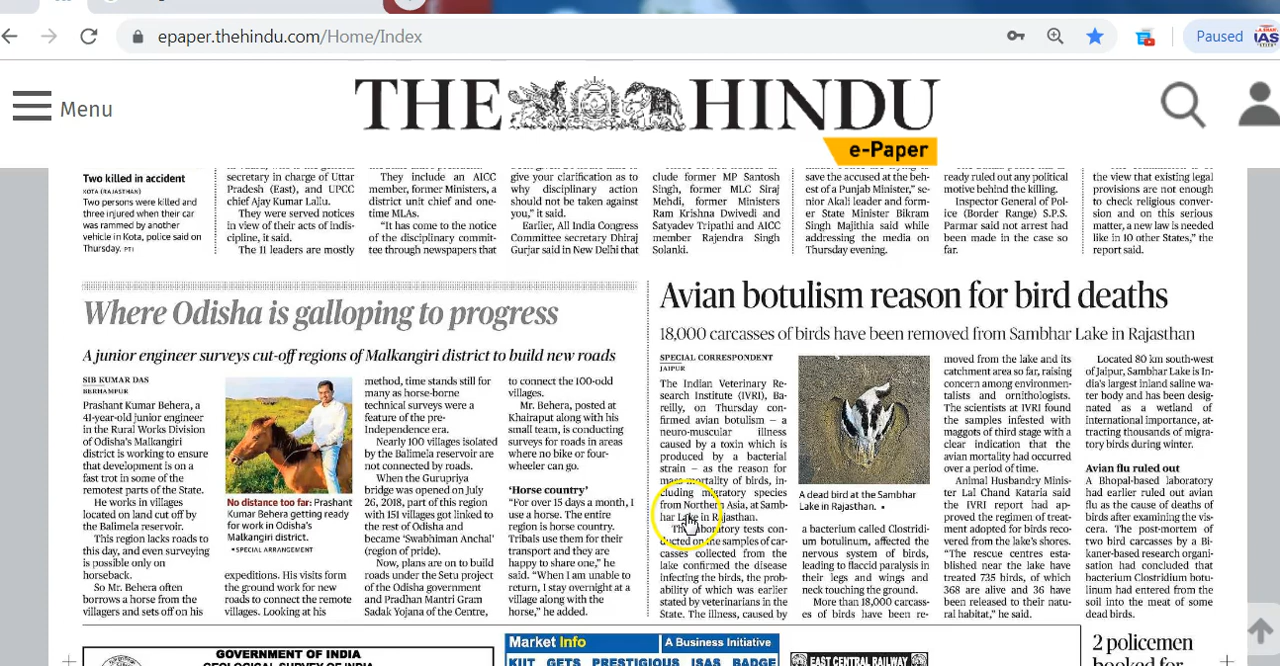 epaper.thehindu.com/Home/Index
Paused
IAS
Menu
THE HINDU
e-Paper
Two killed in accident
KOTA (RAJASTHAN)
Two persons were killed and
three injured when their car
was rammed by another
vehicle in Kota, police said on
Thursday. PTI
secretary in charge of Uttar
Pradesh (East), and UPCC
chief Ajay Kumar Lallu.
They were served notices
in view of their acts of indis-
cipline, it said.
The 11 leaders are mostly
They include an AICC
member, former Ministers, a
district unit chief and one-
time MLAs.
“It has come to the notice
of the disciplinary commit-
tee through newspapers that
give your clarification as to
why disciplinary action
should not be taken against
you,” it said.
Earlier, All India Congress
Committee secretary Dhiraj
Gurjar said in New Delhi that
clude former MP Santosh
Singh, former MLC Siraj
Mehdi, former Ministers
Ram Krishna Dwivedi and
Satyadev Tripathi and AICC
member Rajendra Singh
Solanki.
save the accused at the beh-
est of a Punjab Minister,” se-
nior Akali leader and form-
er State Minister Bikram
Singh Majithia said while
addressing the media on
Thursday evening.
ready ruled out any political
motive behind the killing.
Inspector General of Pol-
ice (Border Range) S.P.S.
Parmar said not arrest had
been made in the case so
far.
the view that existing legal
provisions are not enough
to check religious conver-
sion and on this serious
matter, a new law is needed
like in 10 other States,” the
report said.
Where Odisha is galloping to progress
A junior engineer surveys cut-off regions of Malkangiri district to build new roads
SIB KUMAR DAS
BERHAMPUR
Prashant Kumar Behera, a
41-year-old junior engineer
in the Rural Works Division
of Odisha’s Malkangiri
district is working to ensure
that development is on a
fast trot in some of the
remotest parts of the State.
He works in villages
located on land cut off by
the Balimela reservoir.
This region lacks roads to
this day, and even surveying
is possible only on
horseback.
So Mr. Behera often
borrows a horse from the
villagers and sets off on his
No distance too far: Prashant
Kumar Behera getting ready
for work in Odisha’s
Malkangiri district.
• SPECIAL ARRANGEMENT
expeditions. His visits form
the ground work for new
roads to connect the remote
villages. Looking at his
method, time stands still for
many as horse-borne
technical surveys were a
feature of the pre-
Independence era.
Nearly 100 villages isolated
by the Balimela reservoir are
not connected by roads.
When the Gurupriya
bridge was opened on July
26, 2018, part of this region
with 151 villages got linked to
the rest of Odisha and
became ‘Swabhiman Anchal’
(region of pride).
Now, plans are on to build
roads under the Setu project
of the Odisha government
and Pradhan Mantri Gram
Sadak Yojana of the Centre,
to connect the 100-odd
villages.
Mr. Behera, posted at
Khairaput along with his
small team, is conducting
surveys for roads in areas
where no bike or four-
wheeler can go.
‘Horse country’
“For over 15 days a month, I
use a horse. The entire
region is horse country.
Tribals use them for their
transport and they are
happy to share one,” he
said. “When I am unable to
return, I stay overnight at a
village along with the
horse,” he added.
Avian botulism reason for bird deaths
18,000 carcasses of birds have been removed from Sambhar Lake in Rajasthan
SPECIAL CORRESPONDENT
JAIPUR
The Indian Veterinary Re-
search Institute (IVRI), Ba-
reilly, on Thursday con-
firmed avian botulism – a
neuro-muscular illness
caused by a toxin which is
produced by a bacterial
strain – as the reason for
mass mortality of birds, in-
cluding migratory species
from Northern Asia, at Samb-
har Lake in Rajasthan.
The laboratory tests con-
ducted on the samples of car-
casses collected from the
lake confirmed the disease
infecting the birds, the prob-
ability of which was earlier
stated by veterinarians in the
State. The illness, caused by
A dead bird at the Sambhar
Lake in Rajasthan. •
a bacterium called Clostridi-
um botulinum, affected the
nervous system of birds,
leading to flaccid paralysis in
their legs and wings and
neck touching the ground.
More than 18,000 carcass-
es of birds have been re-
moved from the lake and its
catchment area so far, raising
concern among environmen-
talists and ornithologists.
The scientists at IVRI found
the samples infested with
maggots of third stage with a
clear indication that the
avian mortality had occurred
over a period of time.
Animal Husbandry Minis-
ter Lal Chand Kataria said
the IVRI report had ap-
proved the regimen of treat-
ment adopted for birds reco-
vered from the lake’s shores.
“The rescue centres esta-
blished near the lake have
treated 735 birds, of which
368 are alive and 36 have
been released to their natu-
ral habitat,” he said.
Located 80 km south-west
of Jaipur, Sambhar Lake is In-
dia’s largest inland saline wa-
ter body and has been desig-
nated as a wetland of
international importance, at-
tracting thousands of migra-
tory birds during winter.
Avian flu ruled out
A Bhopal-based laboratory
had earlier ruled out avian
flu as the cause of deaths of
birds after examining the vis-
cera. The post-mortem of
two bird carcasses by a Bi-
kaner-based research organi-
sation had concluded that
bacterium Clostridium botu-
linum had entered from the
soil into the meat of some
dead birds.
GOVERNMENT OF INDIA
GEOLOGICAL SURVEY OF INDIA
Market Info
A Business Initiative
KIIT GETS PRESTIGIOUS ISAS BADGE
EAST CENTRAL RAILWAY
2 policemen
booked for